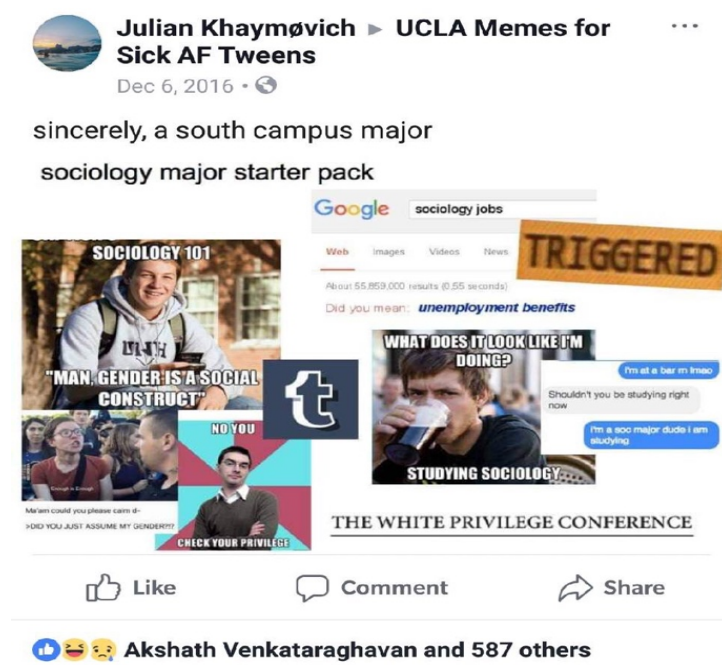 Julian Khaymøvich ▸ UCLA Memes for
Sick AF Tweens
Dec 6, 2016
sincerely, a south campus major
sociology major starter pack
Google
sociology jobs
Web Images Videos News
About 55,859,000 results (0.55 seconds)
Did you mean: unemployment benefits
TRIGGERED
SOCIOLOGY 101
"MAN, GENDER IS A SOCIAL
CONSTRUCT"
t
WHAT DOES IT LOOK LIKE I'M
DOING?
STUDYING SOCIOLOGY
I'm at a bar rn lmao
Shouldn't you be studying right
now
I'm a soc major dude I am
studying
Enough is Enough
Ma'am could you please calm d-
>DID YOU JUST ASSUME MY GENDER?!?
NO YOU
CHECK YOUR PRIVILEGE
THE WHITE PRIVILEGE CONFERENCE
Like
Comment
Share
Akshath Venkataraghavan and 587 others